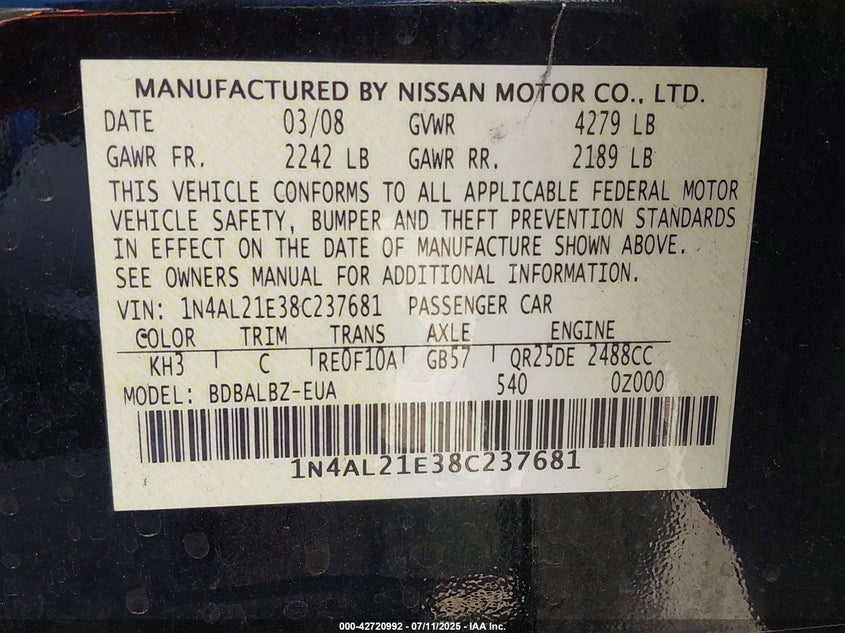 MANUFACTURED BY NISSAN MOTOR CO., LTD.
DATE 03/08 GVWR 4279 LB
GAWR FR. 2242 LB GAWR RR. 2189 LB
THIS VEHICLE CONFORMS TO ALL APPLICABLE FEDERAL MOTOR
VEHICLE SAFETY, BUMPER AND THEFT PREVENTION STANDARDS
IN EFFECT ON THE DATE OF MANUFACTURE SHOWN ABOVE.
SEE OWNERS MANUAL FOR ADDITIONAL INFORMATION.
VIN: 1N4AL21E38C237681 PASSENGER CAR
COLOR TRIM TRANS AXLE ENGINE
KH3 C RE0F10A GB57 QR25DE 2488CC
MODEL: BDBALBZ-EUA 540 0Z000
1N4AL21E38C237681
000-42720992 - 07/11/2025 - IAA Inc.